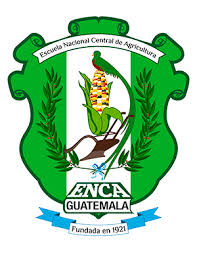 Escuela Nacional Central de Agricultura
ENCA
GUATEMALA
Fundada en 1921